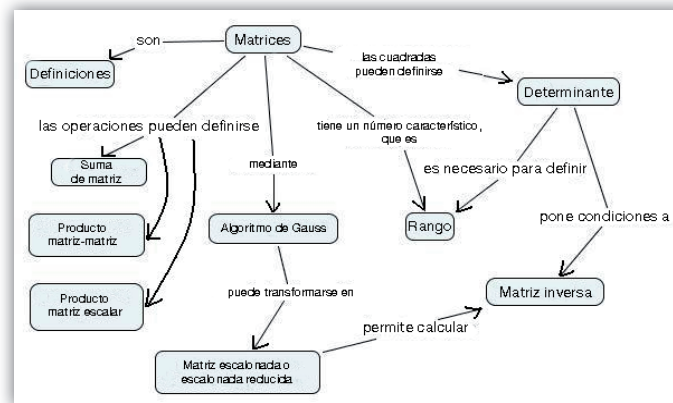 Matrices
son
Definiciones
las cuadradas
pueden definirse
Determinante
las operaciones pueden definirse
tiene un número característico,
que es
Suma
de matriz
mediante
es necesario para definir
Producto
matriz-matriz
Algoritmo de Gauss
Rango
pone condiciones a
Producto
matriz escalar
puede transformarse en
Matriz inversa
permite calcular
Matriz escalonada o
escalonada reducida